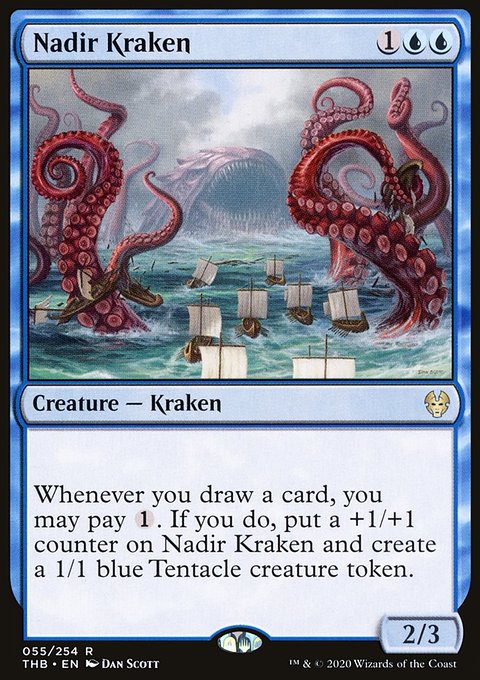 Nadir Kraken 1
Creature — Kraken
Whenever you draw a card, you
may pay 1. If you do, put a +1/+1
counter on Nadir Kraken and create
a 1/1 blue Tentacle creature token.
2/3
055/254 R
THB • EN Dan Scott
™ & © 2020 Wizards of the Coast